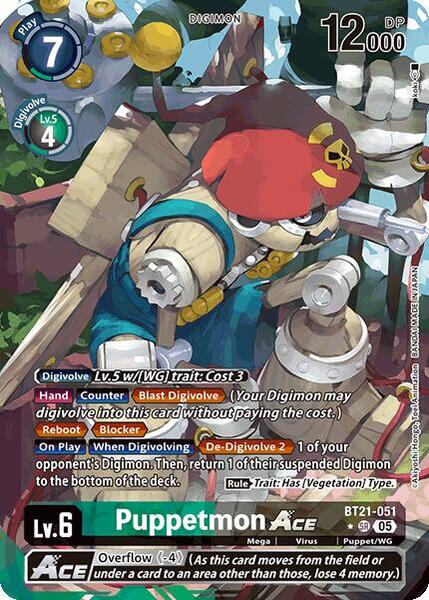 Play
7
DIGIMON
12000
DP
Digivolve
Lv.5
4
koki
Digivolve Lv.5 w/[WG] trait: Cost 3
Hand Counter Blast Digivolve (Your Digimon may
digivolve into this card without paying the cost.)
Reboot Blocker
On Play When Digivolving De-Digivolve 2 1 of your
opponent's Digimon. Then, return 1 of their suspended Digimon
to the bottom of the deck.
Rule Trait: Has [Vegetation] Type.
©Akiyoshi Hongo, Toei Animation BANDAI MADE IN JAPAN
Lv.6
Puppetmon ACE
BT21-051
★ SR 05
Mega | Virus | Puppet/WG
ACE Overflow《-4》(As this card moves from the field or
under a card to an area other than those, lose 4 memory.)